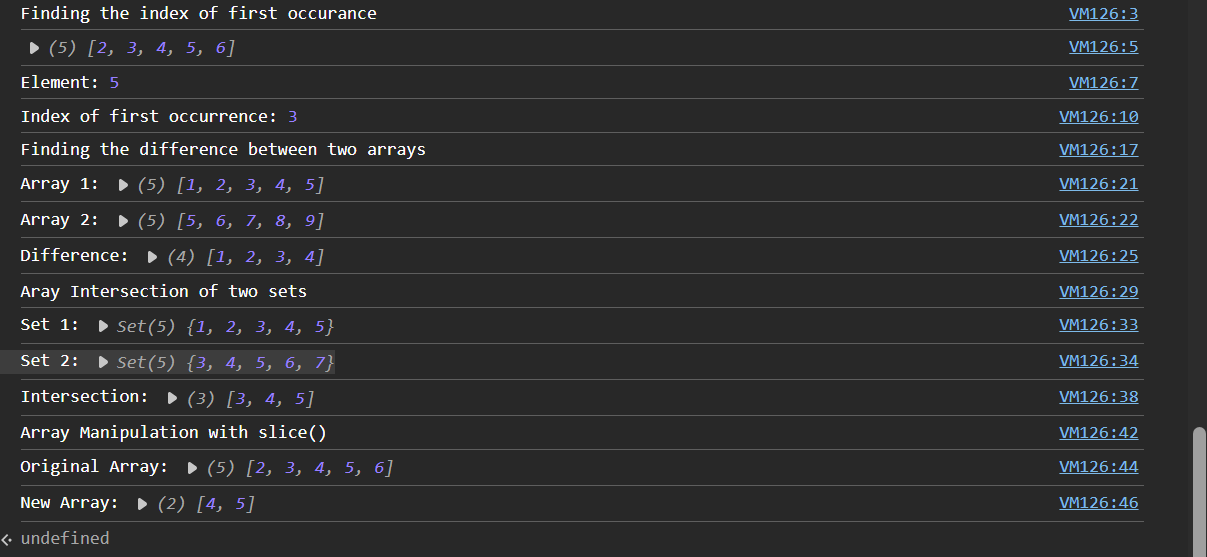 Finding the index of first occurance VM126:3
▶ (5) [2, 3, 4, 5, 6] VM126:5
Element: 5 VM126:7
Index of first occurrence: 3 VM126:10
Finding the difference between two arrays VM126:17
Array 1: ▶ (5) [1, 2, 3, 4, 5] VM126:21
Array 2: ▶ (5) [5, 6, 7, 8, 9] VM126:22
Difference: ▶ (4) [1, 2, 3, 4] VM126:25
Aray Intersection of two sets VM126:29
Set 1: ▶ Set(5) {1, 2, 3, 4, 5} VM126:33
Set 2: ▶ Set(5) {3, 4, 5, 6, 7} VM126:34
Intersection: ▶ (3) [3, 4, 5] VM126:38
Array Manipulation with slice() VM126:42
Original Array: ▶ (5) [2, 3, 4, 5, 6] VM126:44
New Array: ▶ (2) [4, 5] VM126:46
undefined